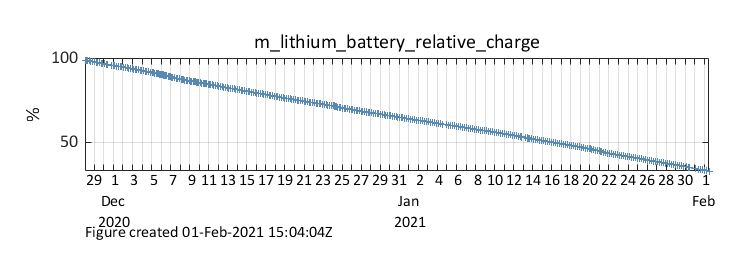 m_lithium_battery_relative_charge
100
%
50
29 1 3 5 7 9 11 13 15 17 19 21 23 25 27 29 31 2 4 6 8 10 12 14 16 18 20 22 24 26 28 30 1
Dec Jan Feb
2020 2021
Figure created 01-Feb-2021 15:04:04Z